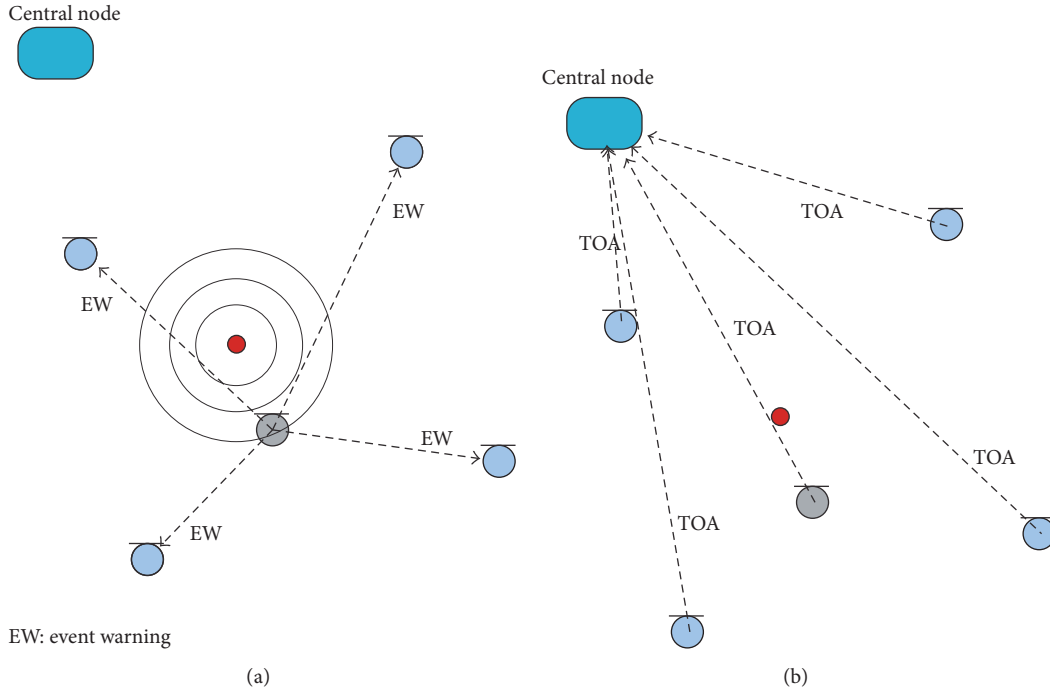 Central node
EW
EW
EW
EW
EW: event warning
(a)
Central node
TOA
TOA
TOA
TOA
TOA
(b)